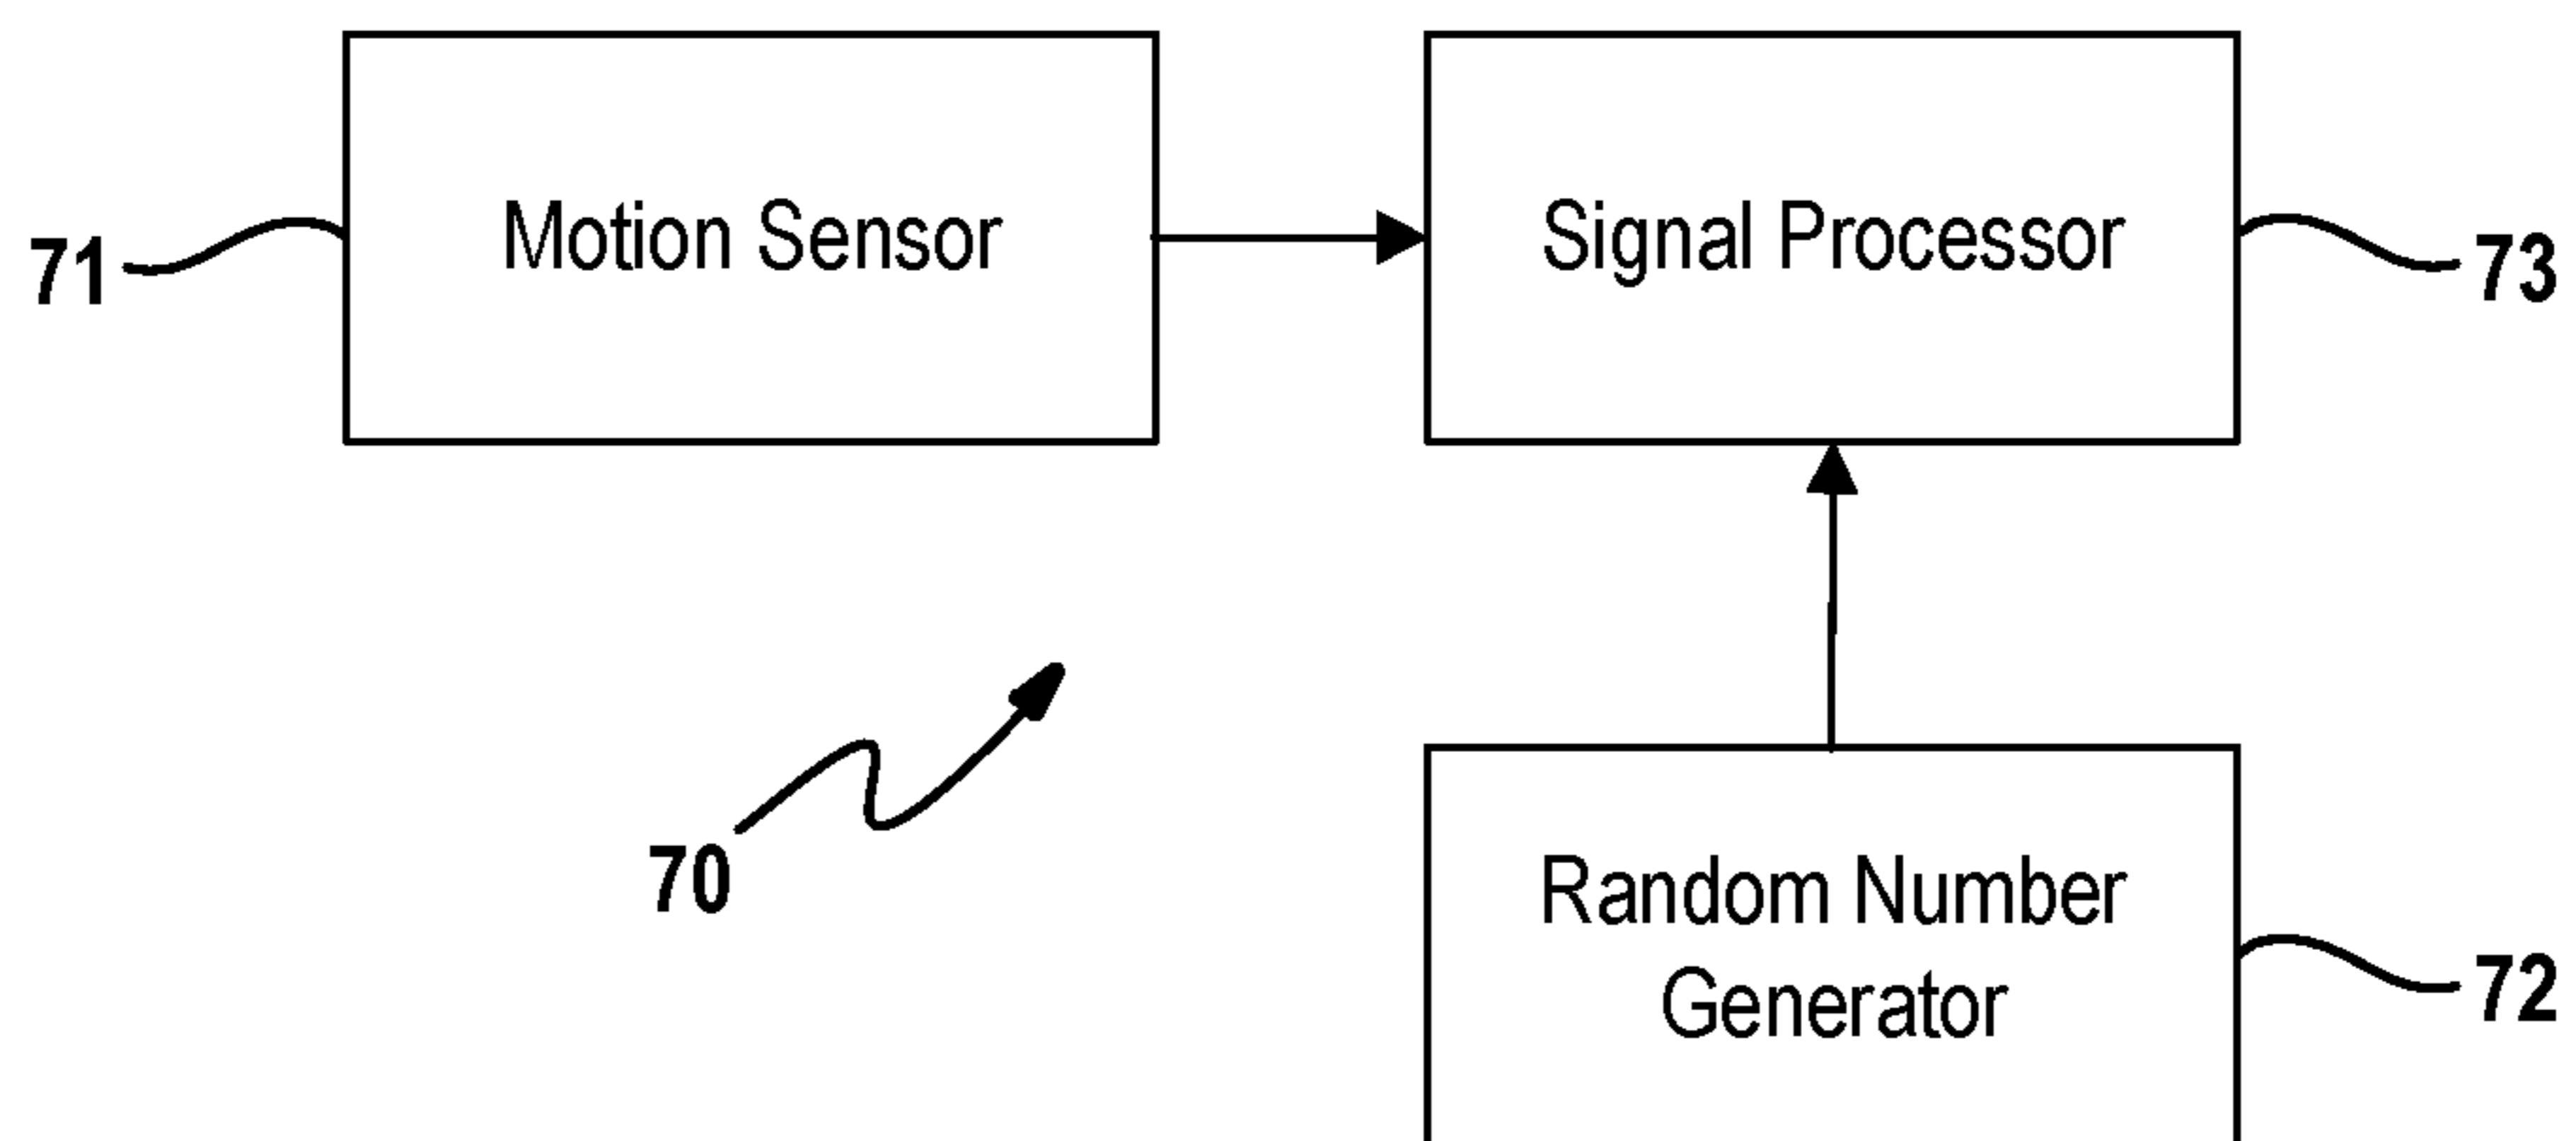 Motion Sensor
Signal Processor
71
73
70
Random Number
Generator
72